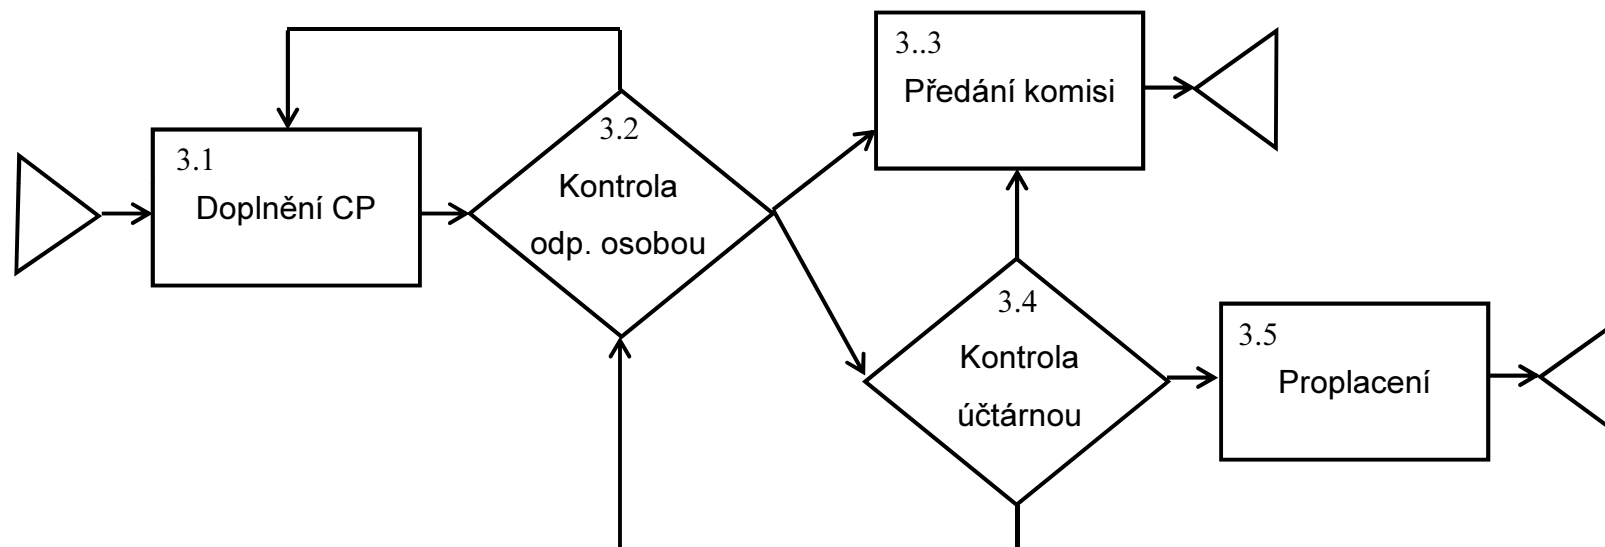 3.1
Doplnění CP
3.2
Kontrola
odp. osobou
3..3
Předání komisi
3.4
Kontrola
účtárnou
3.5
Proplacení